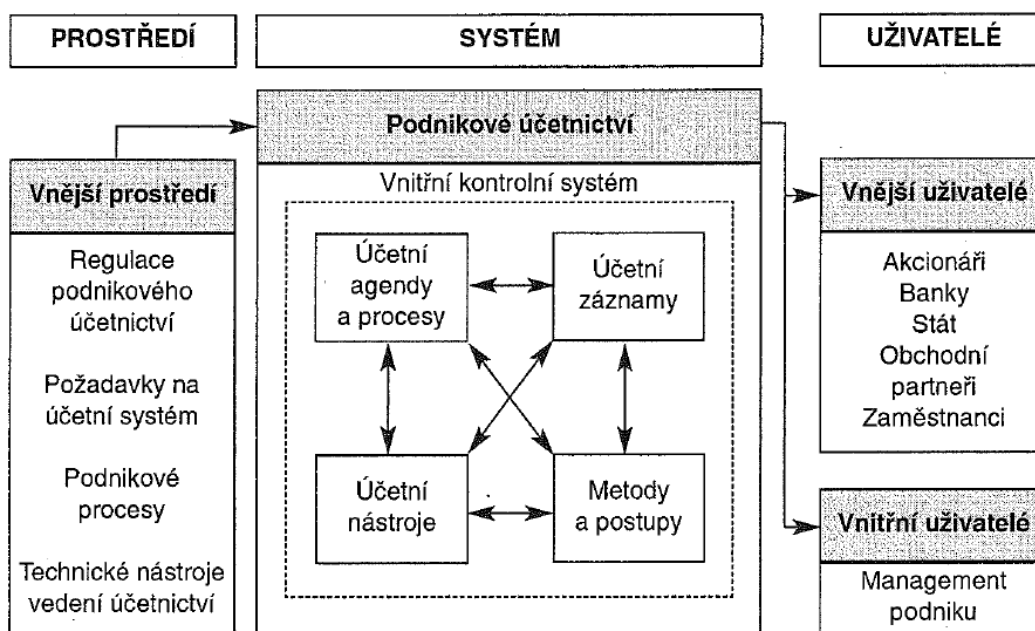 PROSTŘEDÍ
SYSTÉM
UŽIVATELÉ
Vnější prostředí
Regulace
podnikového
účetnictví
Požadavky na
účetní systém
Podnikové
procesy
Technické nástroje
vedení účetnictví
Podnikové účetnictví
Vnitřní kontrolní systém
Účetní
agendy
a procesy
Účetní
záznamy
Účetní
nástroje
Metody
a postupy
Vnější uživatelé
Akcionáři
Banky
Stát
Obchodní
partneři
Zaměstnanci
Vnitřní uživatelé
Management
podniku